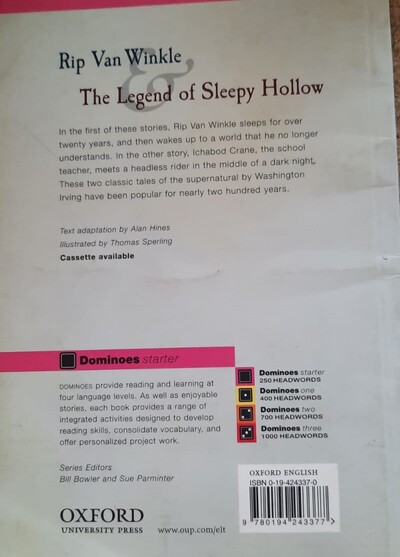 Rip Van Winkle
&
The Legend of Sleepy Hollow
In the first of these stories, Rip Van Winkle sleeps for over
twenty years, and then wakes up to a world that he no longer
understands. In the other story, Ichabod Crane, the school
teacher, meets a headless rider in the middle of a dark night.
These two classic tales of the supernatural by Washington
Irving have been popular for nearly two hundred years.
Text adaptation by Alan Hines
Illustrated by Thomas Sperling
Cassette available
Dominoes starter
DOMINOES provide reading and learning at
four language levels. As well as enjoyable
stories, each book provides a range of
integrated activities designed to develop
reading skills, consolidate vocabulary, and
offer personalized project work.
Series Editors
Bill Bowler and Sue Parminter
Dominoes starter
250 HEADWORDS
Dominoes one
400 HEADWORDS
Dominoes two
700 HEADWORDS
Dominoes three
1000 HEADWORDS
OXFORD
UNIVERSITY PRESS
www.oup.com/elt
OXFORD ENGLISH
ISBN 0-19-424337-0
9 780194 243377